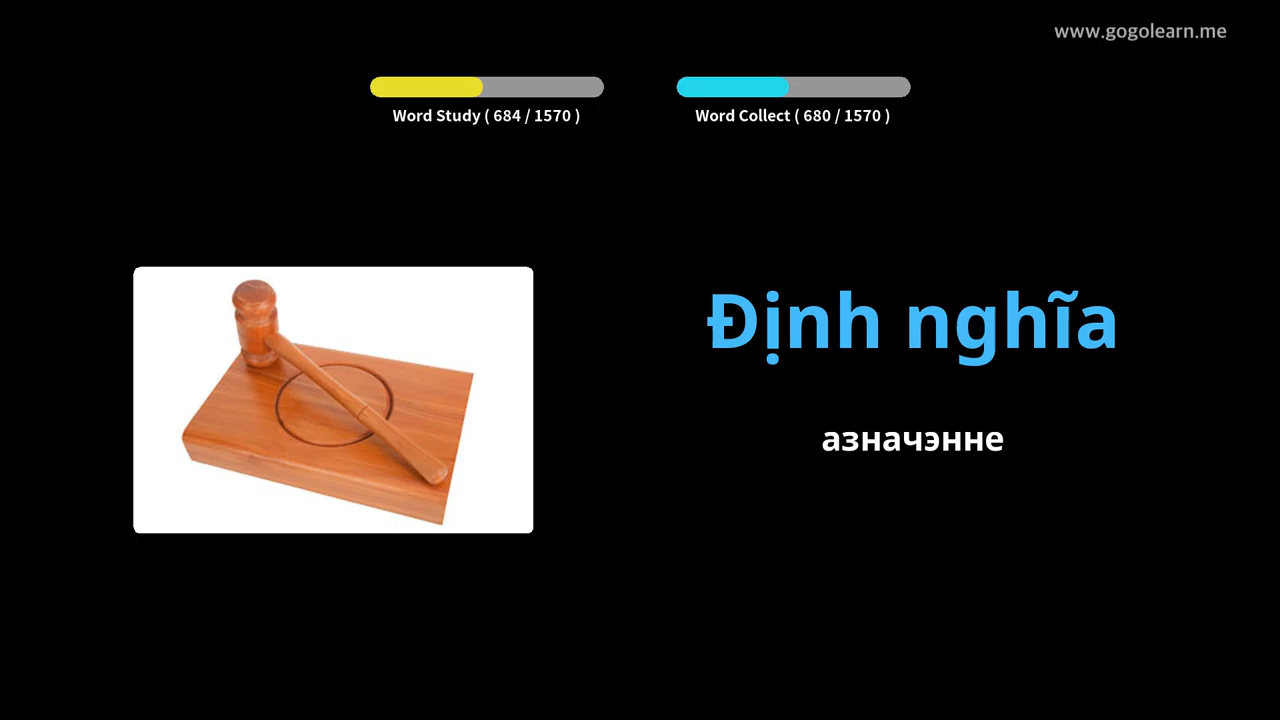 www.gogolearn.me
Word Study ( 684 / 1570 )
Word Collect ( 680 / 1570 )
Định nghĩa
азначэнне